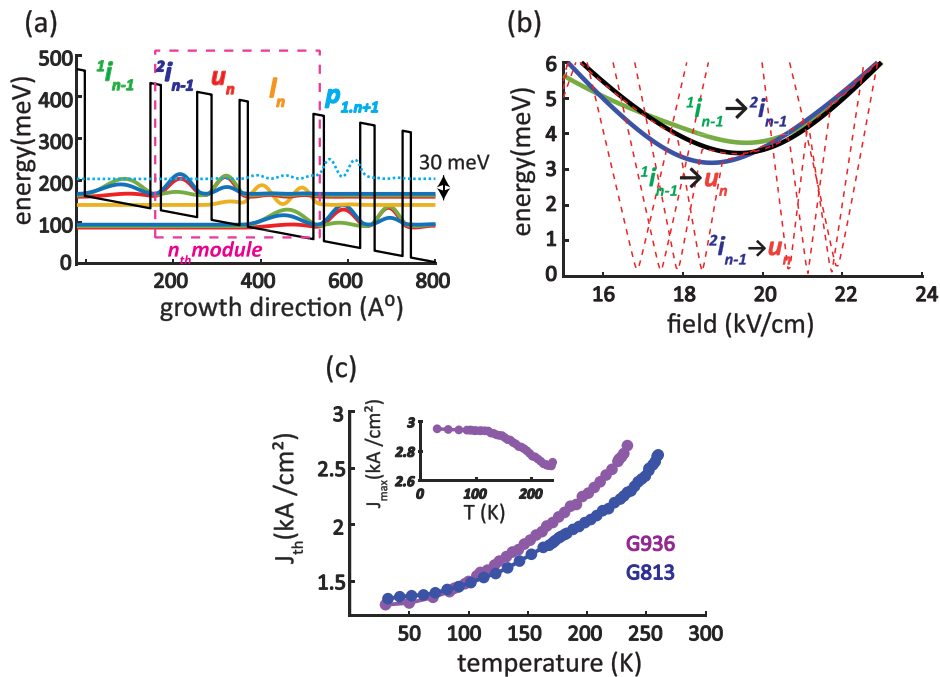 (a)
500
400
300
200
100
0
energy(meV)
¹i n-1
²i n-1
u n
l n
p 1.n+1
30 meV
n th module
200
400
600
800
growth direction (A⁰)
(b)
6
5
4
3
2
1
0
energy(meV)
¹i n-1 → ²i n-1
¹i n-1 → u n
²i n-1 → u n
16
18
20
22
24
field (kV/cm)
(c)
3
2.5
2
1.5
J th (kA /cm²)
3
2.8
2.6
J max (kA /cm²)
0
100
200
T (K)
G936
G813
50
100
150
200
250
300
temperature (K)